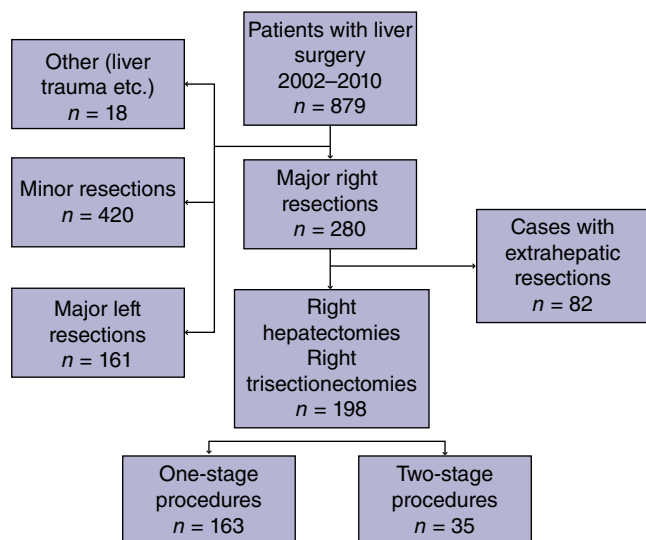 Patients with liver
surgery
2002–2010
n = 879
Other (liver
trauma etc.)
n = 18
Minor resections
n = 420
Major right
resections
n = 280
Cases with
extrahepatic
resections
n = 82
Major left
resections
n = 161
Right
hepatectomies
Right
trisectionectomies
n = 198
One-stage
procedures
n = 163
Two-stage
procedures
n = 35